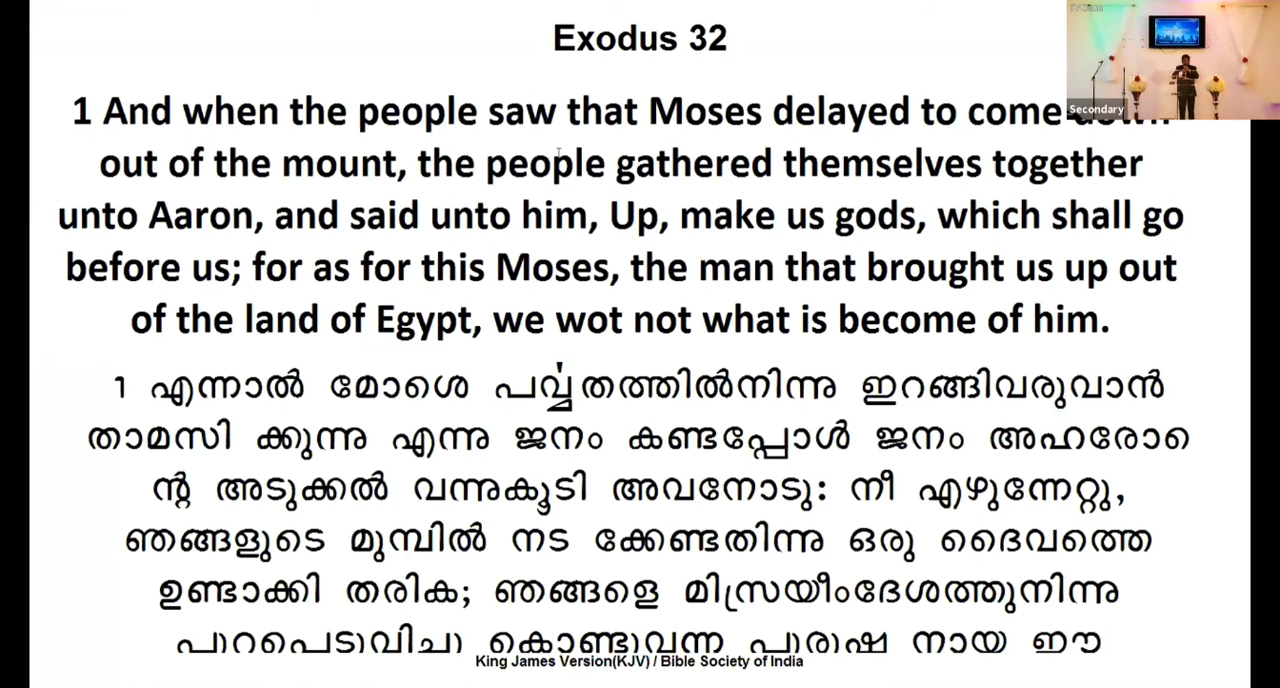 Exodus 32
1 And when the people saw that Moses delayed to come down
out of the mount, the people gathered themselves together
unto Aaron, and said unto him, Up, make us gods, which shall go
before us; for as for this Moses, the man that brought us up out
of the land of Egypt, we wot not what is become of him.
1 എന്നാൽ മോശെ പൎവ്വതത്തിൽനിന്നു ഇറങ്ങിവരുവാൻ
താമസി ക്കുന്നു എന്നു ജനം കണ്ടപ്പോൾ ജനം അഹരോ
ന്റെ അടുക്കൽ വന്നുകൂടി അവനോടു: നീ എഴുന്നേറ്റു,
ഞങ്ങളുടെ മുമ്പിൽ നട ക്കേണ്ടതിന്നു ഒരു ദൈവത്തെ
ഉണ്ടാക്കി തരിക; ഞങ്ങളെ മിസ്രയീംദേശത്തുനിന്നു
പുറപ്പെടുവിച്ചു കൊണ്ടുവന്ന പുരുഷ നായ ഈ
King James Version(KJV) / Bible Society of India
Secondary